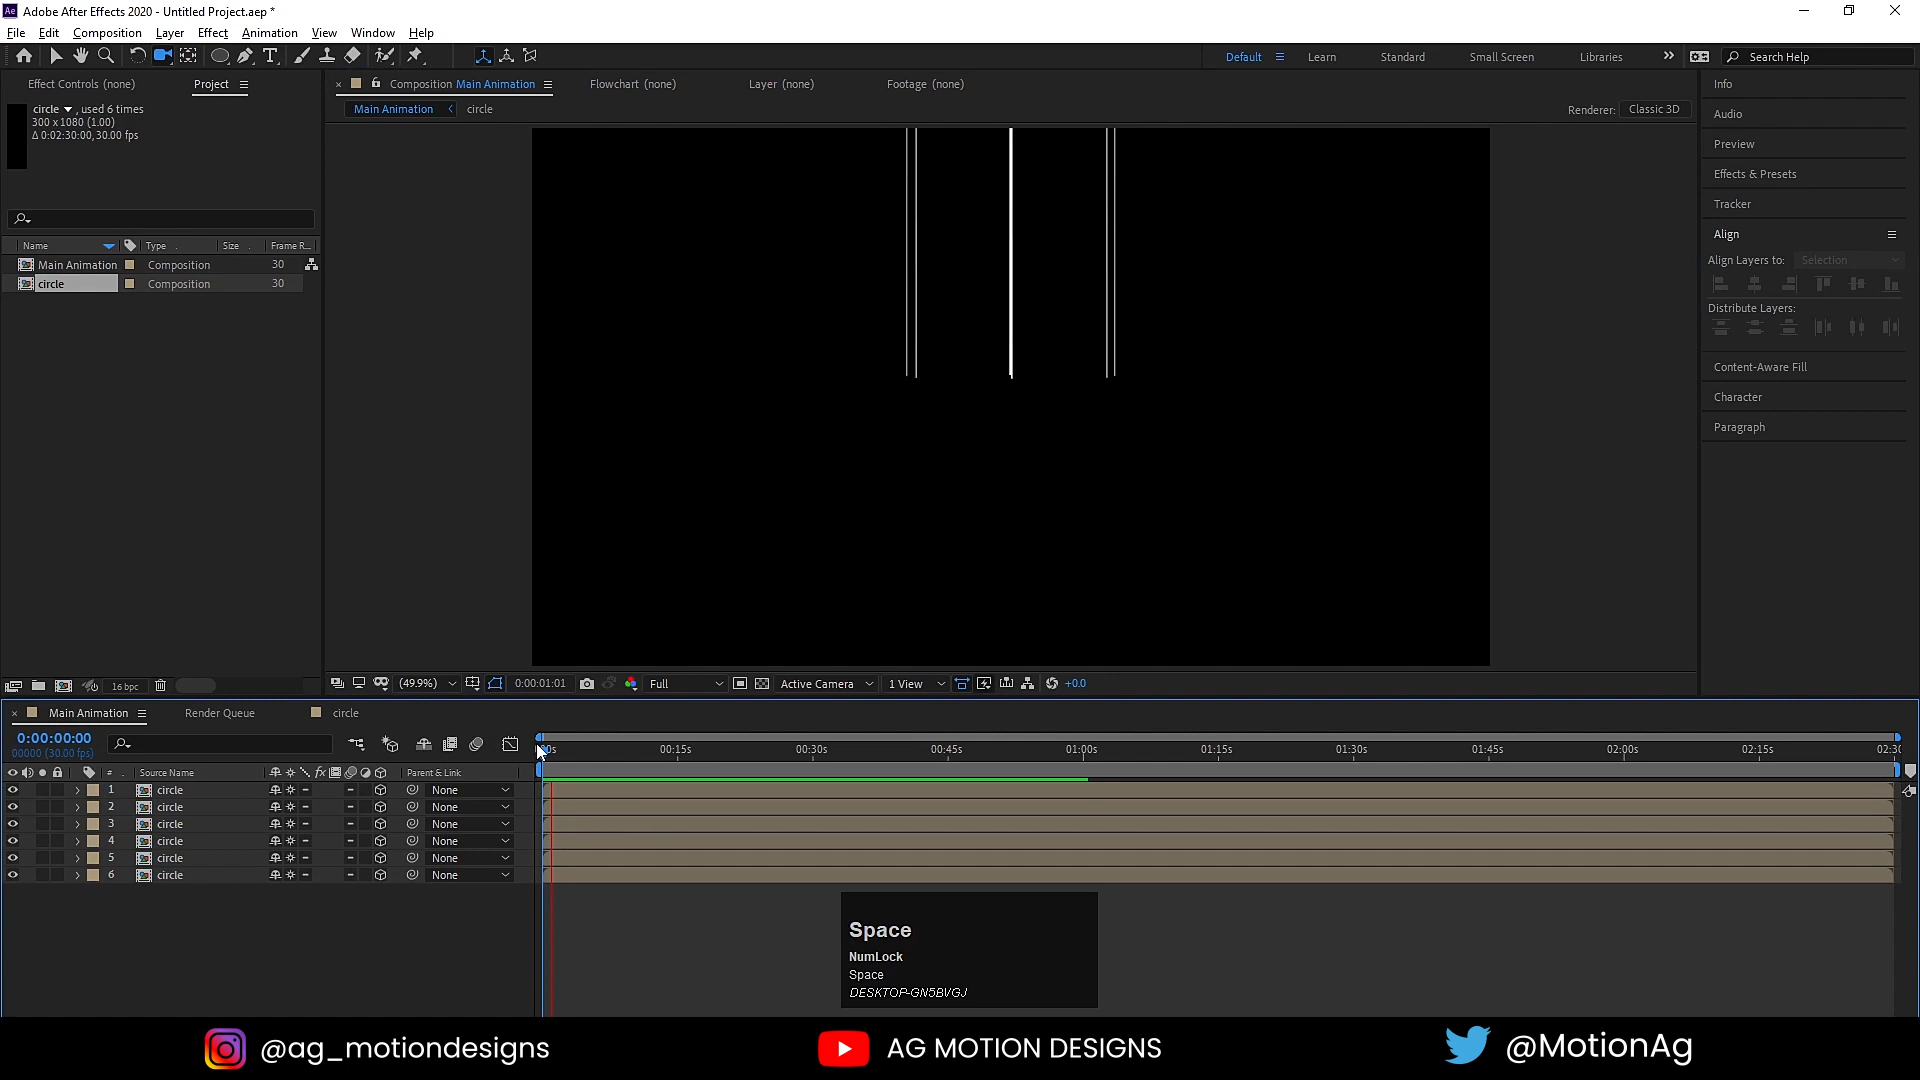 Ae Adobe After Effects 2020 - Untitled Project.aep *
File Edit Composition Layer Effect Animation View Window Help
Default Learn Standard Small Screen Libraries Search Help
Effect Controls (none) Project
circle , used 6 times
300 x 1080 (1.00)
Δ 0:02:30:00, 30.00 fps
Name Type Size Frame R...
Main Animation Composition 30
circle Composition 30
16 bpc
Composition Main Animation Flowchart (none) Layer (none) Footage (none)
Main Animation circle
Renderer: Classic 3D
(49.9%) 0:00:01:01 Full Active Camera 1 View +0.0
Info
Audio
Preview
Effects & Presets
Tracker
Align
Align Layers to: Selection
Distribute Layers:
Content-Aware Fill
Character
Paragraph
Main Animation Render Queue circle
0:00:00:00
00000 (30.00 fps)
00:15s 00:30s 00:45s 01:00s 01:15s 01:30s 01:45s 02:00s 02:15s 02:30
# Source Name fx Parent & Link
1 circle None
2 circle None
3 circle None
4 circle None
5 circle None
6 circle None
Space
NumLock
Space
DESKTOP-GN5BVGJ
@ag_motiondesigns AG MOTION DESIGNS @MotionAg